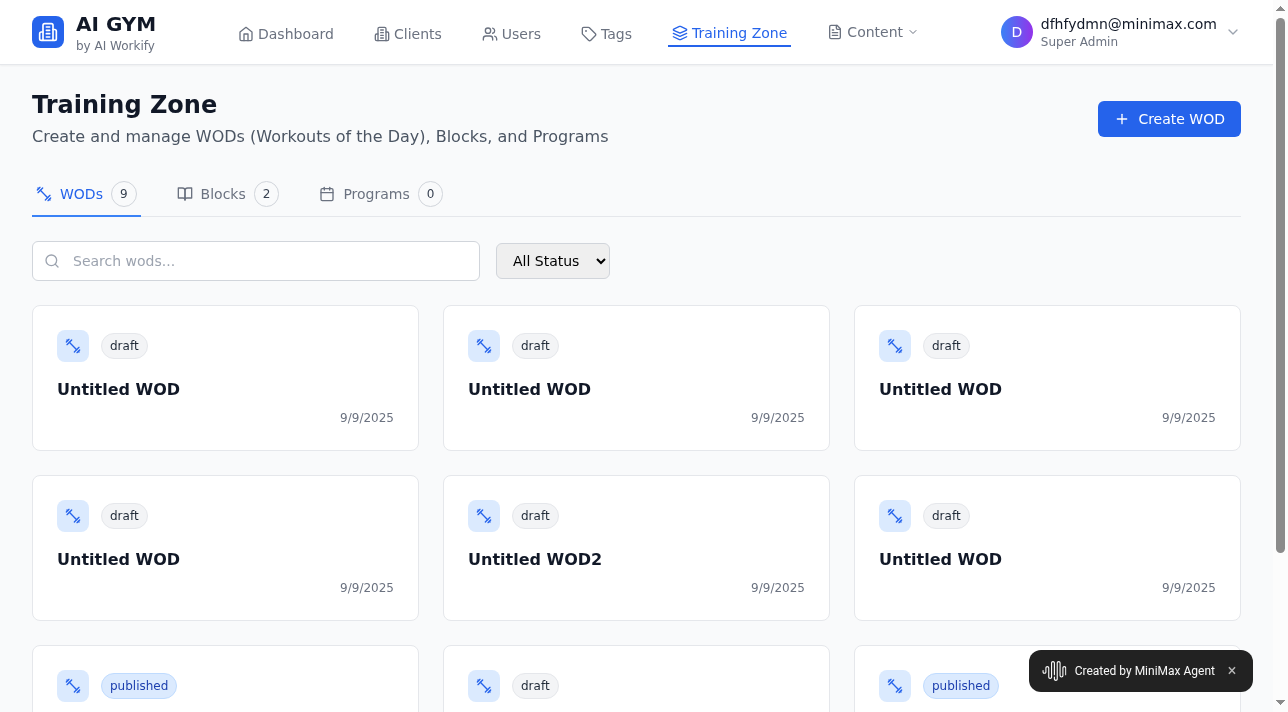 AI GYM
by AI Workify
Dashboard
Clients
Users
Tags
Training Zone
Content
D
dfhfydmn@minimax.com
Super Admin
Training Zone
Create and manage WODs (Workouts of the Day), Blocks, and Programs
Create WOD
WODs 9
Blocks 2
Programs 0
Search wods...
All Status
draft
Untitled WOD
9/9/2025
draft
Untitled WOD
9/9/2025
draft
Untitled WOD
9/9/2025
draft
Untitled WOD
9/9/2025
draft
Untitled WOD2
9/9/2025
draft
Untitled WOD
9/9/2025
published
draft
published
Created by MiniMax Agent ×